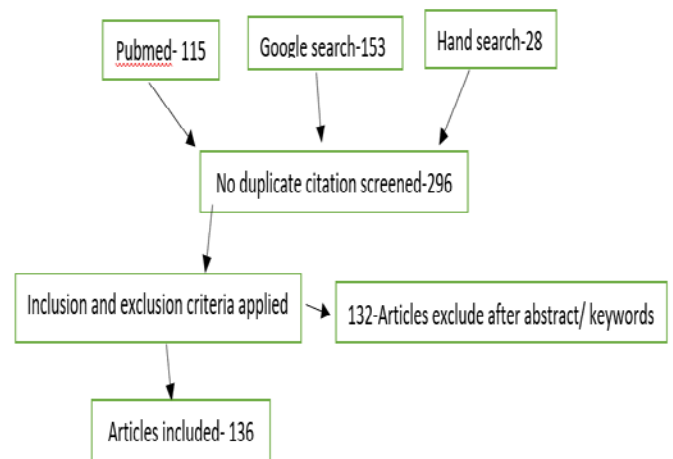 Pubmed- 115
Google search-153
Hand search-28
No duplicate citation screened-296
Inclusion and exclusion criteria applied
132-Articles exclude after abstract/ keywords
Articles included- 136